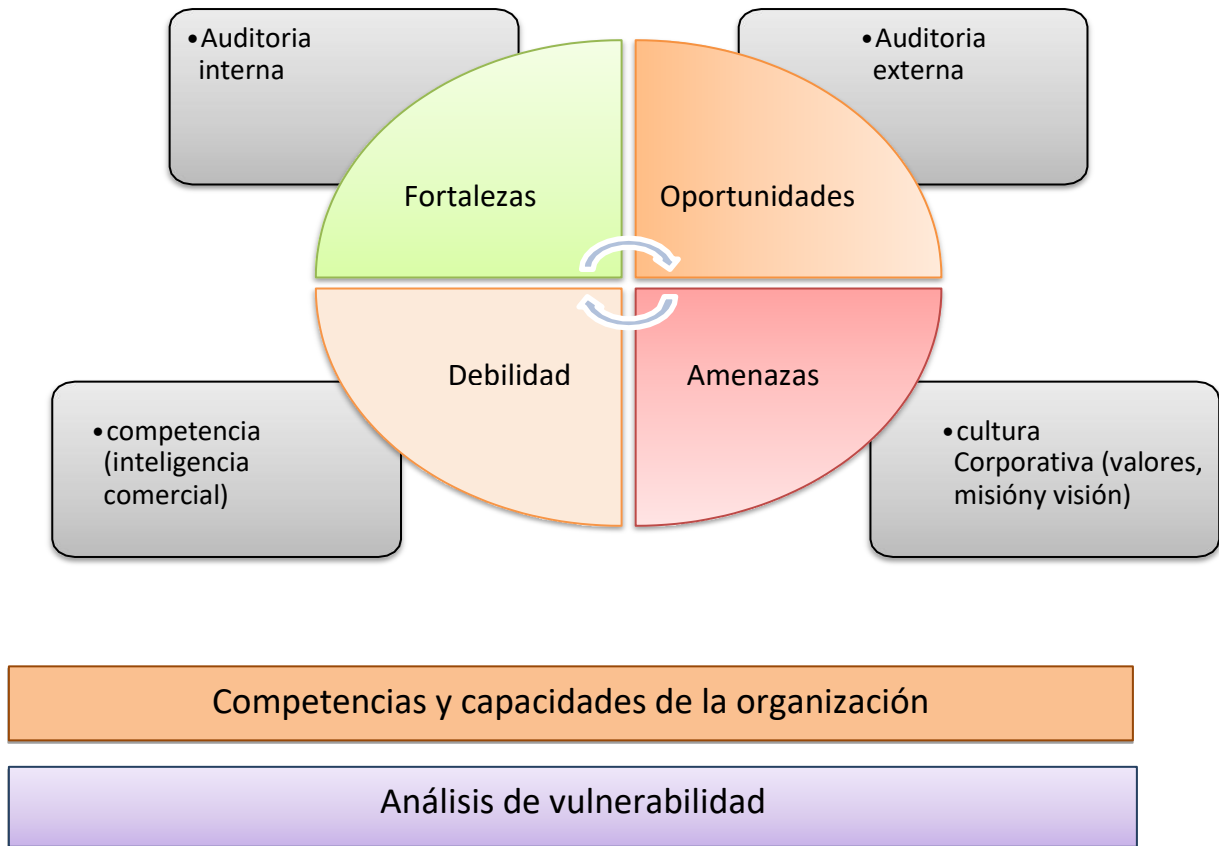 •Auditoria
interna
•Auditoria
externa
Fortalezas
Oportunidades
Debilidad
Amenazas
•competencia
(inteligencia
comercial)
•cultura
Corporativa (valores,
misióny visión)
Competencias y capacidades de la organización
Análisis de vulnerabilidad